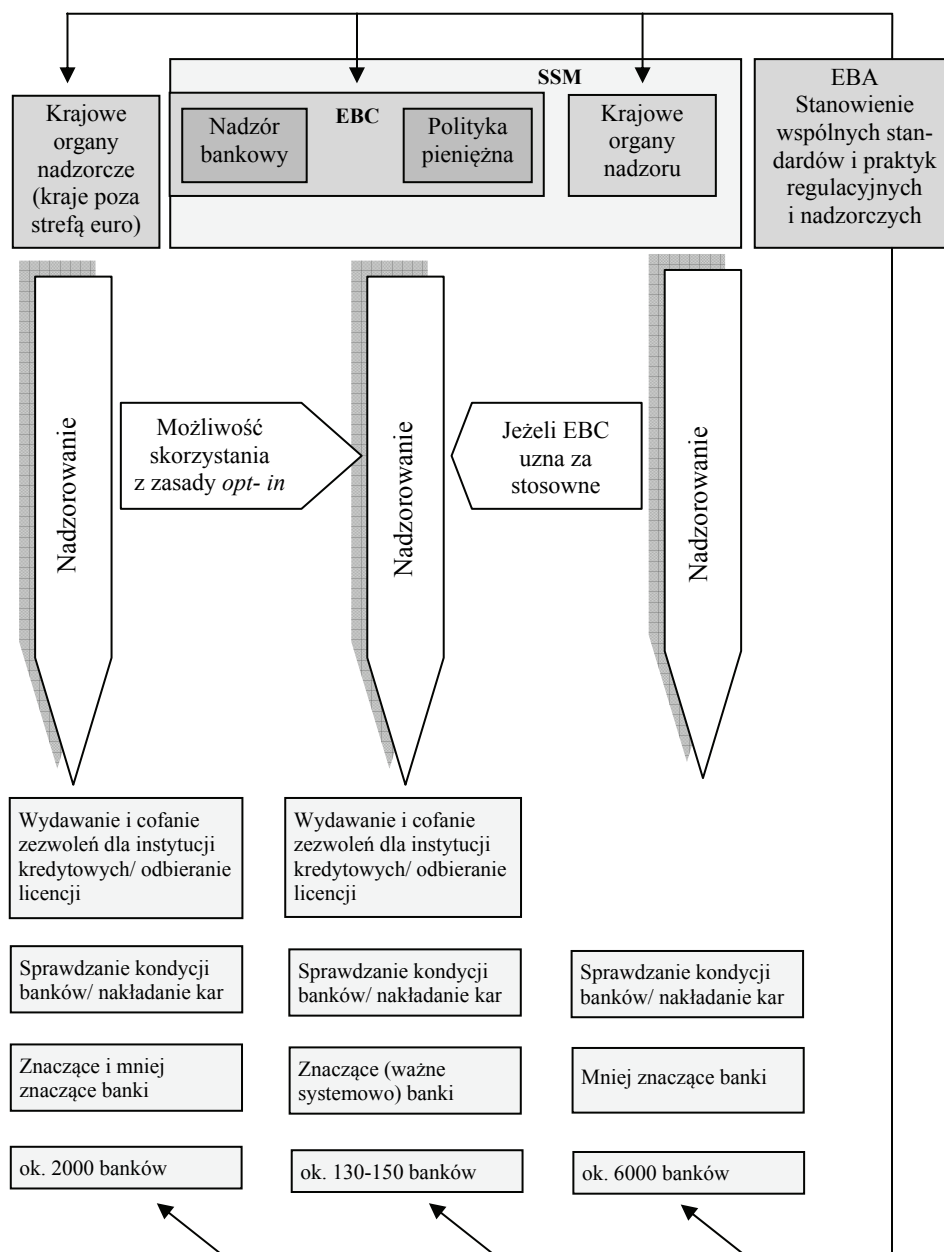 SSM
EBC
Krajowe
organy
nadzorcze
(kraje poza
strefą euro)
Nadzór
bankowy
Polityka
pieniężna
Krajowe
organy
nadzoru
EBA
Stanowienie
wspólnych stan-
dardów i praktyk
regulacyjnych
i nadzorczych
Nadzorowanie
Możliwość
skorzystania
z zasady opt- in
Nadzorowanie
Jeżeli EBC
uzna za
stosowne
Nadzorowanie
Wydawanie i cofanie
zezwoleń dla instytucji
kredytowych/ odbieranie
licencji
Wydawanie i cofanie
zezwoleń dla instytucji
kredytowych/ odbieranie
licencji
Sprawdzanie kondycji
banków/ nakładanie kar
Sprawdzanie kondycji
banków/ nakładanie kar
Sprawdzanie kondycji
banków/ nakładanie kar
Znaczące i mniej
znaczące banki
Znaczące (ważne
systemowo) banki
Mniej znaczące banki
ok. 2000 banków
ok. 130-150 banków
ok. 6000 banków